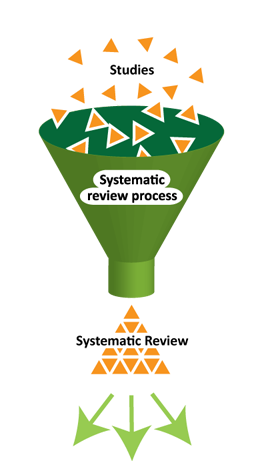 Studies
Systematic
review process
Systematic Review